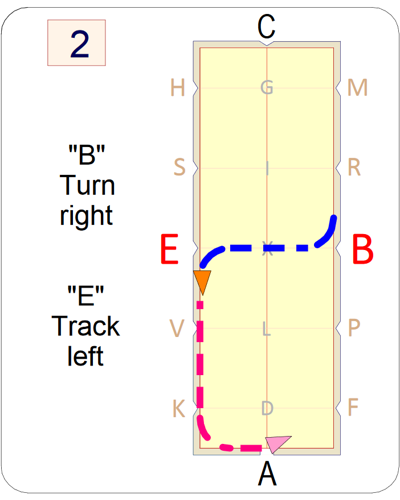 2
C
H G M
S I R
"B"
Turn
right
E X B
"E"
Track
left
V L P
K D F
A